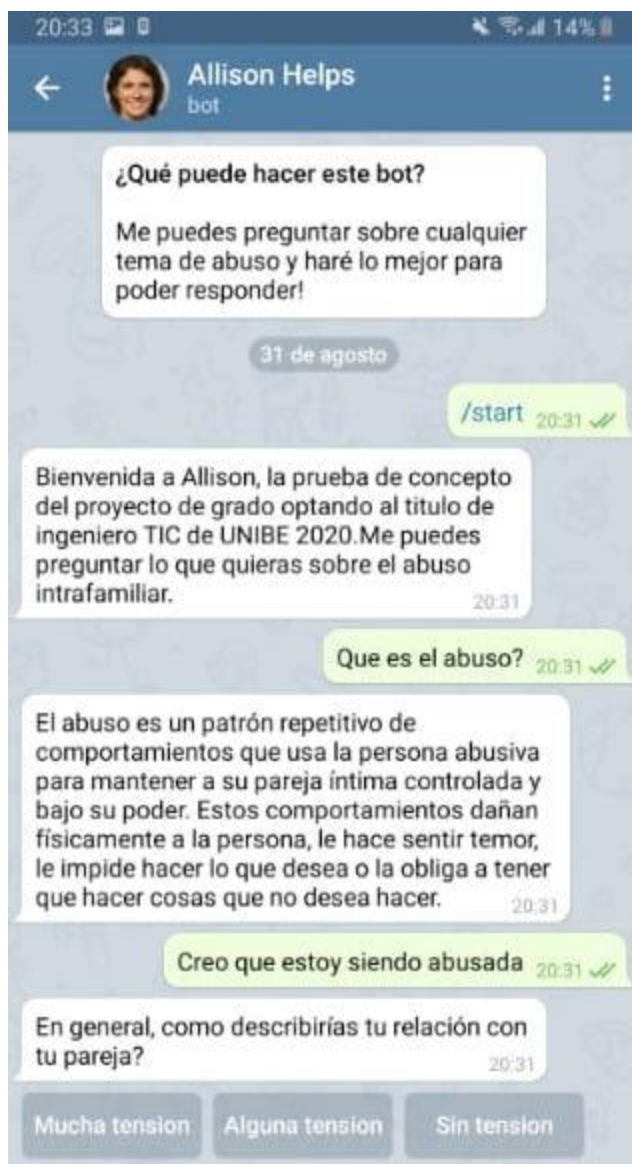 20:33 14%
Allison Helps
bot
¿Qué puede hacer este bot?
Me puedes preguntar sobre cualquier
tema de abuso y haré lo mejor para
poder responder!
31 de agosto
/start 20:31
Bienvenida a Allison, la prueba de concepto
del proyecto de grado optando al titulo de
ingeniero TIC de UNIBE 2020.Me puedes
preguntar lo que quieras sobre el abuso
intrafamiliar.
20:31
Que es el abuso? 20:31
El abuso es un patrón repetitivo de
comportamientos que usa la persona abusiva
para mantener a su pareja íntima controlada y
bajo su poder. Estos comportamientos dañan
físicamente a la persona, le hace sentir temor,
le impide hacer lo que desea o la obliga a tener
que hacer cosas que no desea hacer. 20:31
Creo que estoy siendo abusada 20:31
En general, como describirías tu relación con
tu pareja? 20:31
Mucha tension Alguna tension Sin tension